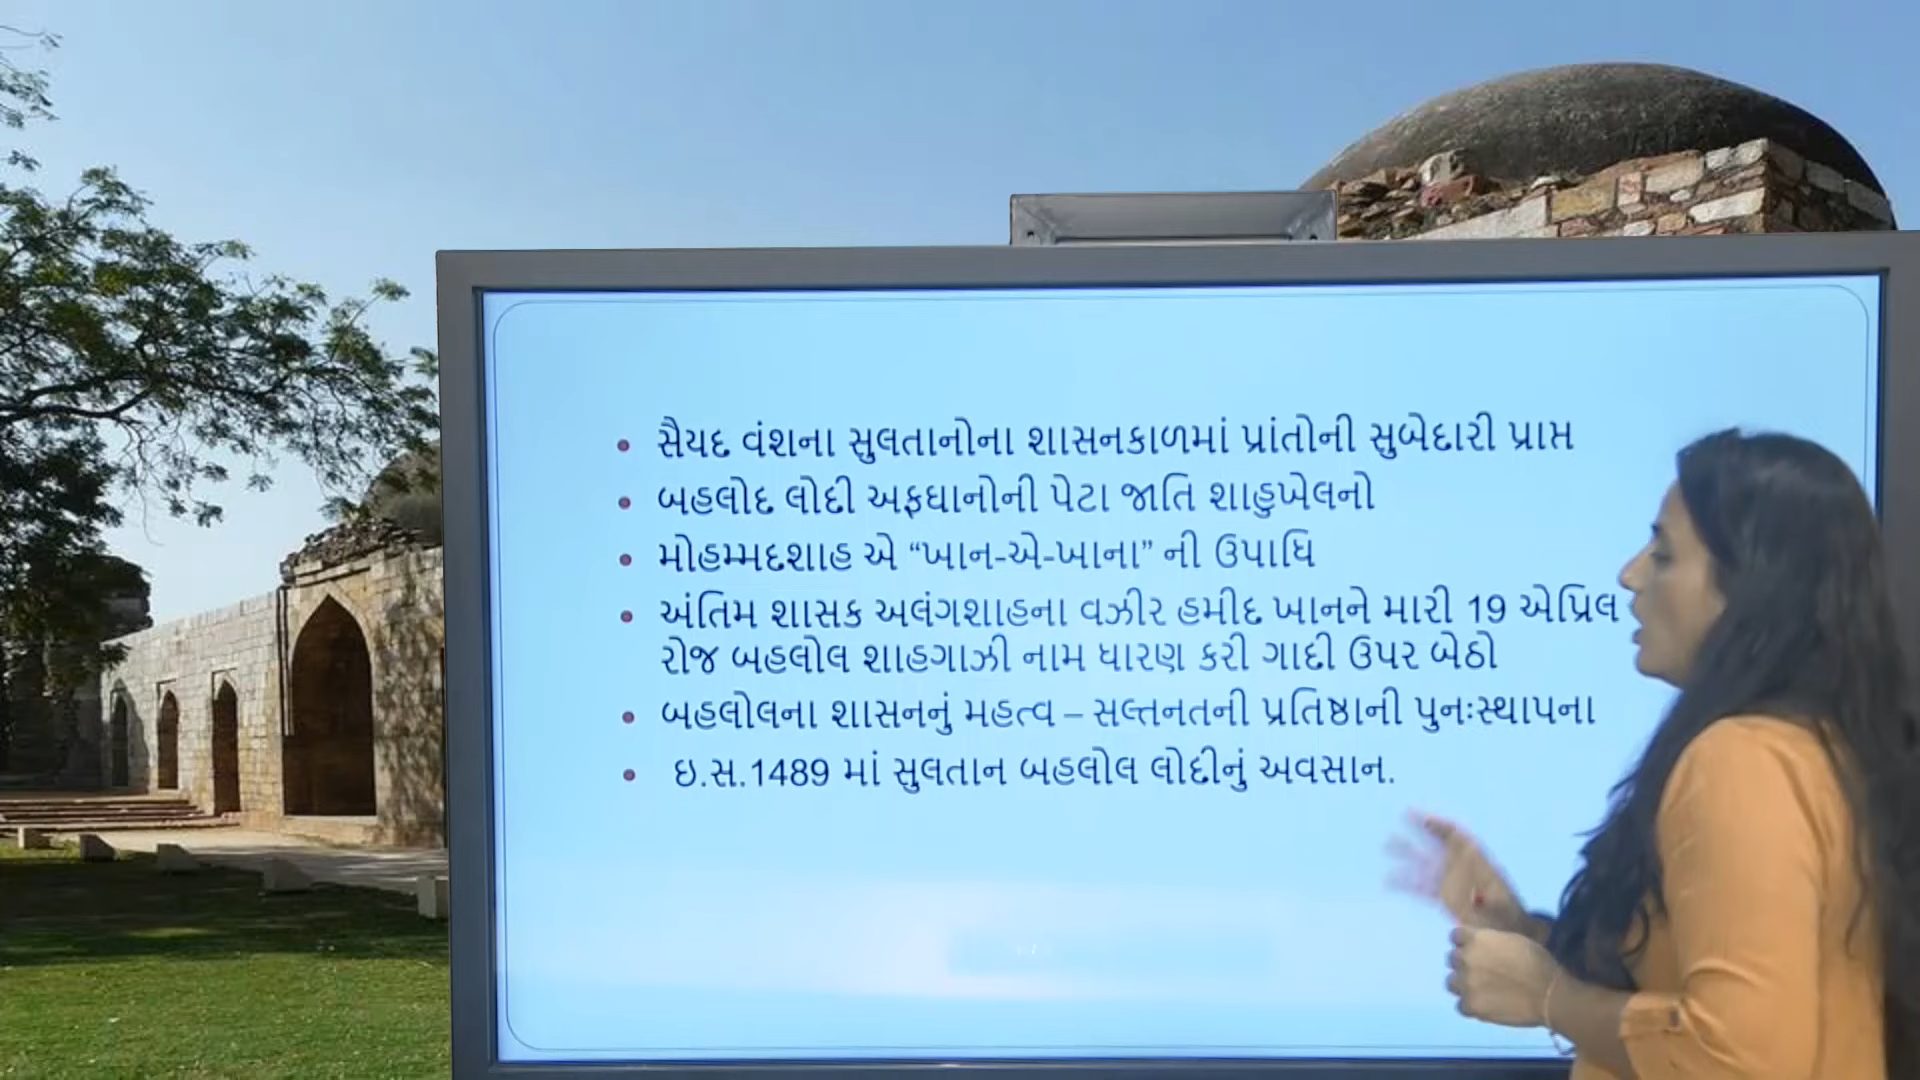 સૈયદ વંશના સુલતાનોના શાસનકાળમાં પ્રાંતોની સુબેદારી પ્રાપ્ત
બહલોદ લોદી અફઘાનોની પેટા જાતિ શાહુખેલનો
મોહમ્મદશાહ એ “ખાન-એ-ખાના” ની ઉપાધિ
અંતિમ શાસક અલંગશાહના વઝીર હમીદ ખાનને મારી 19 એપ્રિલ
રોજ બહલોલ શાહગાઝી નામ ધારણ કરી ગાદી ઉપર બેઠો
બહલોલના શાસનનું મહત્વ – સલ્તનતની પ્રતિષ્ઠાની પુનઃસ્થાપના
ઇ.સ.1489 માં સુલતાન બહલોલ લોદીનું અવસાન.